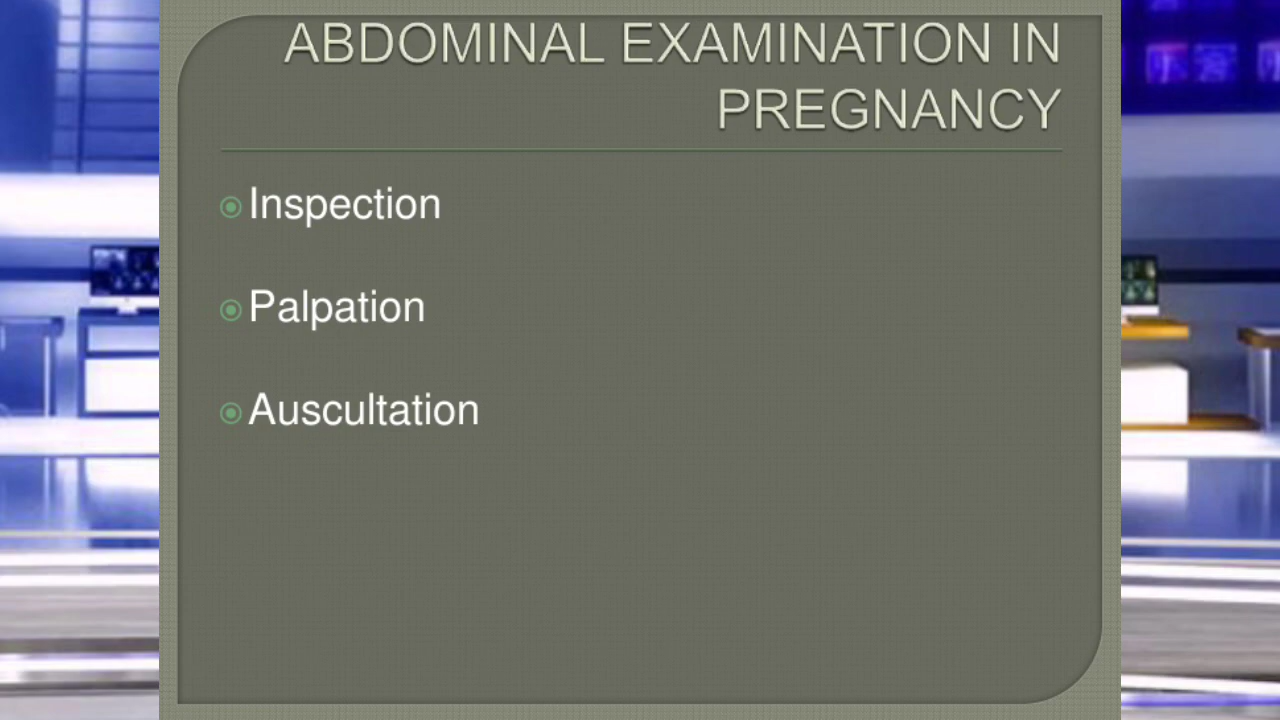 ABDOMINAL EXAMINATION IN
PREGNANCY
Inspection
Palpation
Auscultation